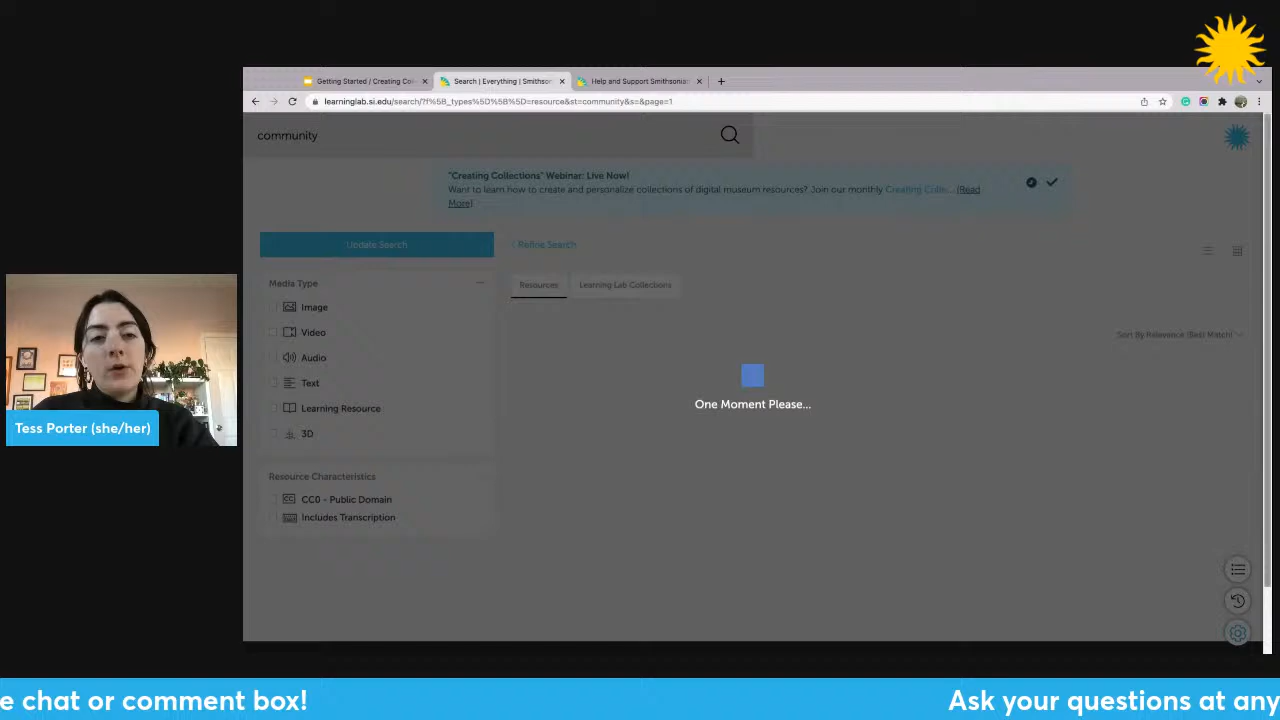 Getting Started / Creating Col
Search | Everything | Smithson
Help and Support Smithsonian
learninglab.si.edu/search/?f%5B_types%5D%5B%5D=resource&st=community&s=&page=1
community
"Creating Collections" Webinar: Live Now!
Want to learn how to create and personalize collections of digital museum resources? Join our monthly Creating Colle... [Read
More]
Update Search
Refine Search
Media Type
Resources
Learning Lab Collections
Image
Video
Sort By Relevance (Best Match)
Audio
Text
One Moment Please...
Learning Resource
Tess Porter (she/her)
3D
Resource Characteristics
CC0 - Public Domain
Includes Transcription
e chat or comment box!
Ask your questions at any